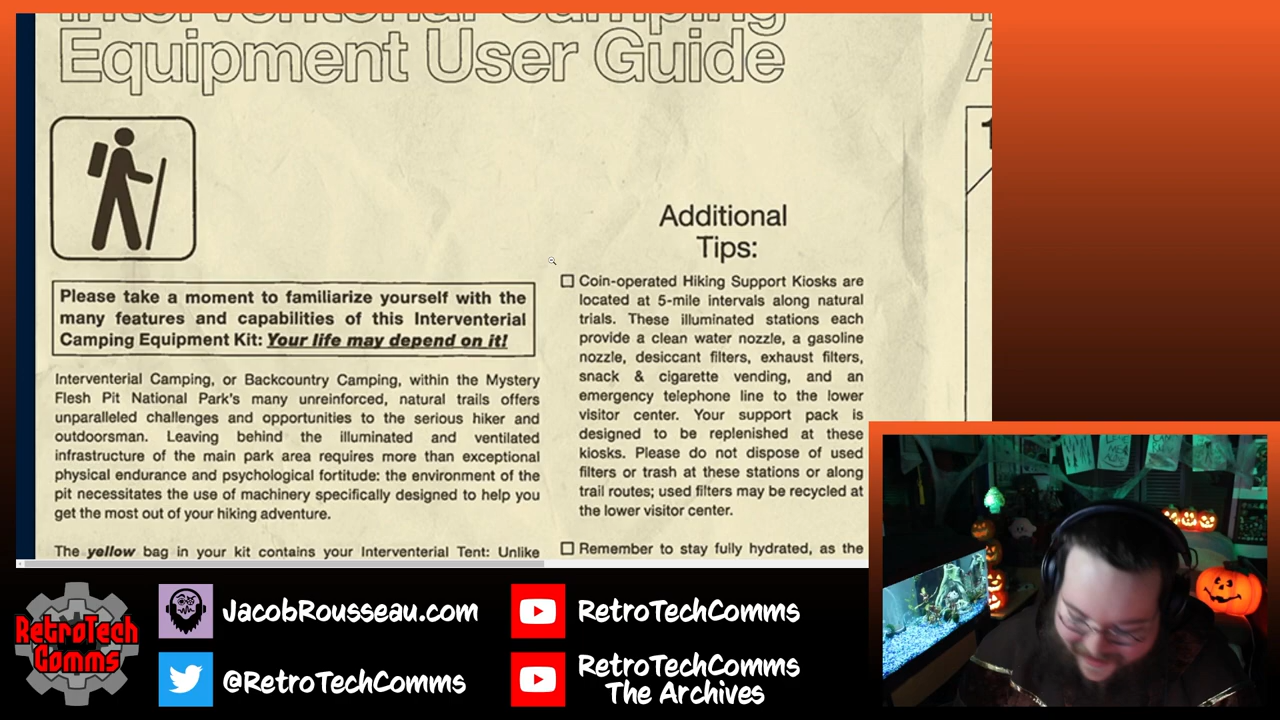 Interventerial Camping
Equipment User Guide
Please take a moment to familiarize yourself with the
many features and capabilities of this Interventerial
Camping Equipment Kit: Your life may depend on it!
Interventerial Camping, or Backcountry Camping, within the Mystery
Flesh Pit National Park's many unreinforced, natural trails offers
unparalleled challenges and opportunities to the serious hiker and
outdoorsman. Leaving behind the illuminated and ventilated
infrastructure of the main park area requires more than exceptional
physical endurance and psychological fortitude: the environment of the
pit necessitates the use of machinery specifically designed to help you
get the most out of your hiking adventure.
The yellow bag in your kit contains your Interventerial Tent: Unlike
Additional
Tips:
Coin-operated Hiking Support Kiosks are
located at 5-mile intervals along natural
trials. These illuminated stations each
provide a clean water nozzle, a gasoline
nozzle, desiccant filters, exhaust filters,
snack & cigarette vending, and an
emergency telephone line to the lower
visitor center. Your support pack is
designed to be replenished at these
kiosks. Please do not dispose of used
filters or trash at these stations or along
trail routes; used filters may be recycled at
the lower visitor center.
Remember to stay fully hydrated, as the
RetroTech
Comms
JacobRousseau.com
@RetroTechComms
RetroTechComms
RetroTechComms
The Archives